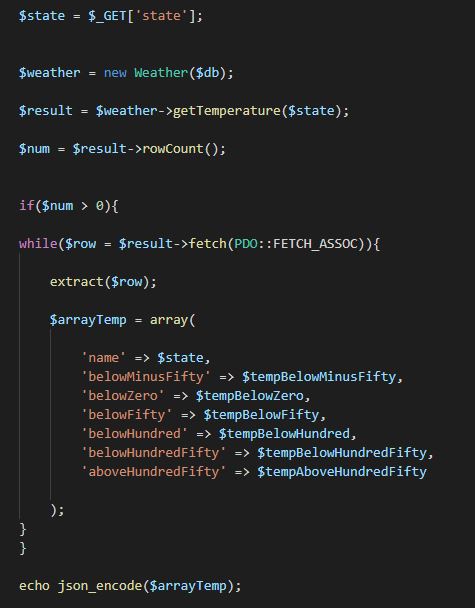 $state = $_GET['state'];
$weather = new Weather($db);
$result = $weather->getTemperature($state);
$num = $result->rowCount();
if($num > 0){
while($row = $result->fetch(PDO::FETCH_ASSOC)){
extract($row);
$arrayTemp = array(
'name' => $state,
'belowMinusFifty' => $tempBelowMinusFifty,
'belowZero' => $tempBelowZero,
'belowFifty' => $tempBelowFifty,
'belowHundred' => $tempBelowHundred,
'belowHundredFifty' => $tempBelowHundredFifty,
'aboveHundredFifty' => $tempAboveHundredFifty
);
}
}
echo json_encode($arrayTemp);